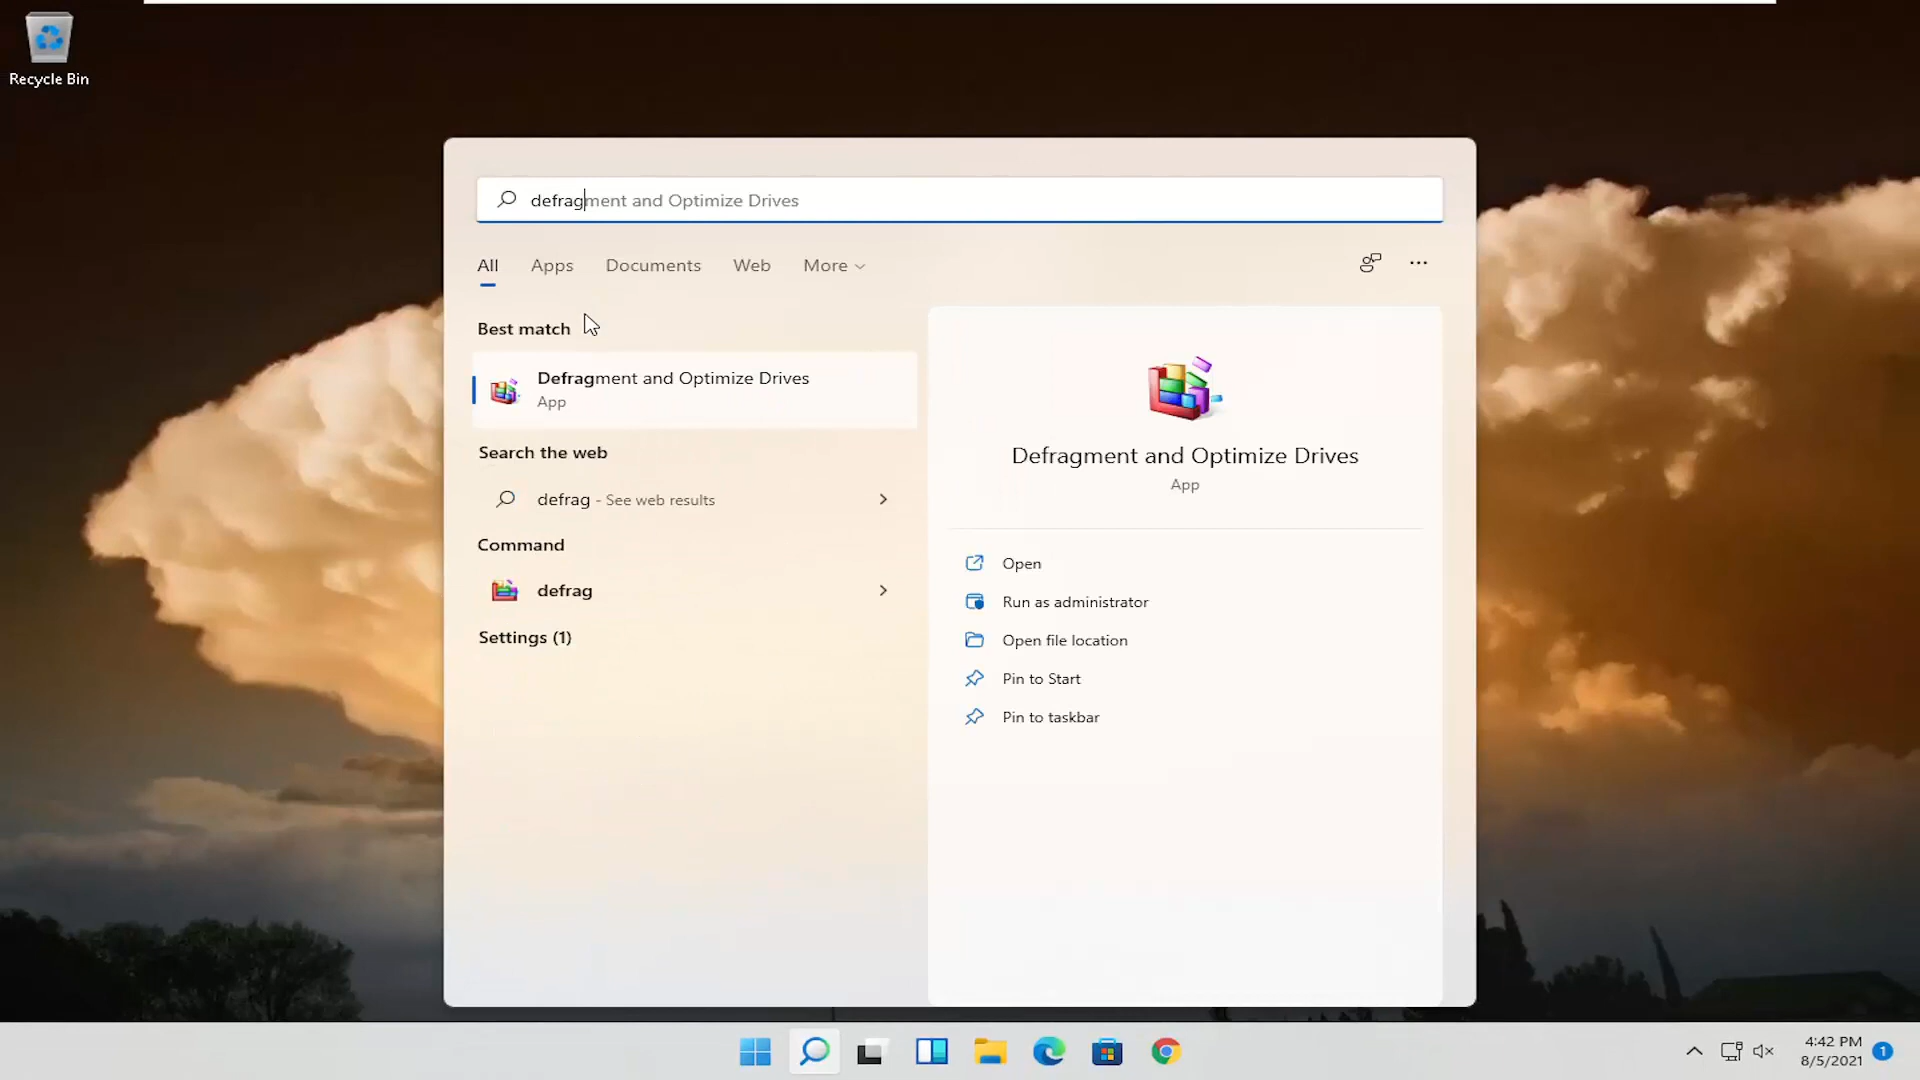 Recycle Bin
defragment and Optimize Drives
All
Apps
Documents
Web
More
Best match
Defragment and Optimize Drives
App
Search the web
defrag - See web results
Command
defrag
Settings (1)
Defragment and Optimize Drives
App
Open
Run as administrator
Open file location
Pin to Start
Pin to taskbar
4:42 PM
8/5/2021
1